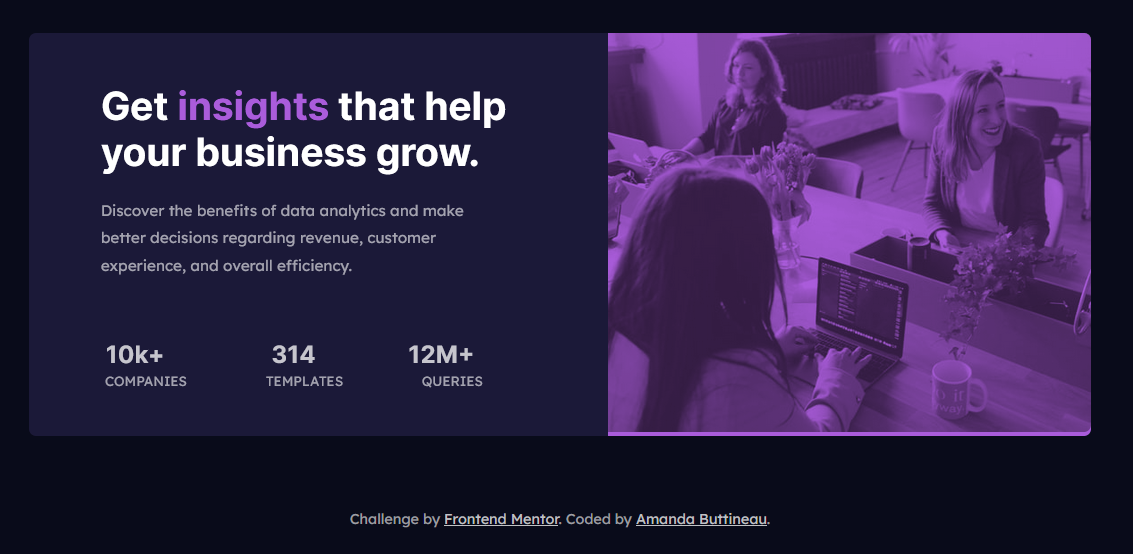 Get insights that help
your business grow.
Discover the benefits of data analytics and make
better decisions regarding revenue, customer
experience, and overall efficiency.
10k+ 314 12M+
COMPANIES TEMPLATES QUERIES
Challenge by Frontend Mentor. Coded by Amanda Buttineau.